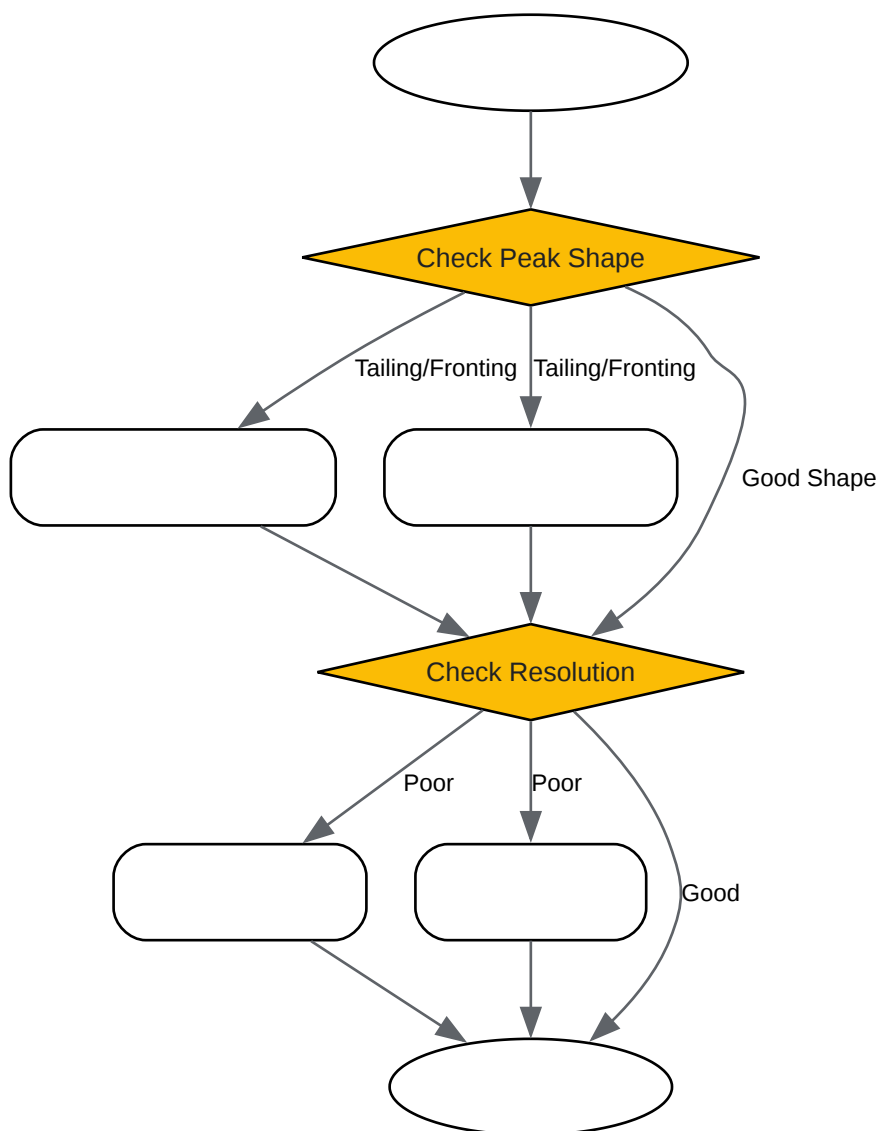 Check Peak Shape
Tailing/Fronting
Tailing/Fronting
Good Shape
Check Resolution
Poor
Poor
Good